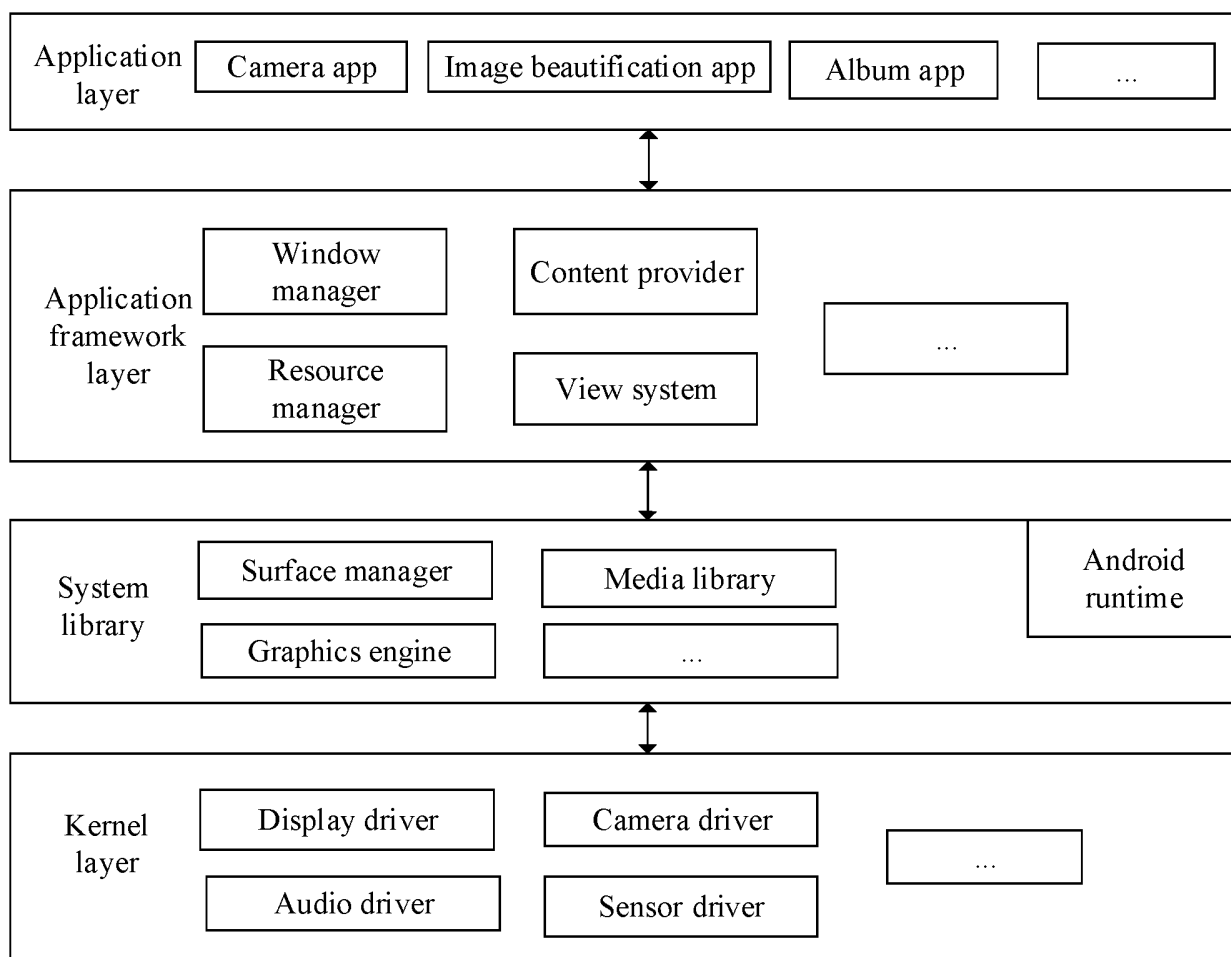 Application
layer
Camera app
Image beautification app
Album app
...
Application
framework
layer
Window
manager
Content provider
Resource
manager
View system
...
System
library
Surface manager
Media library
Graphics engine
...
Android
runtime
Kernel
layer
Display driver
Camera driver
Audio driver
Sensor driver
...